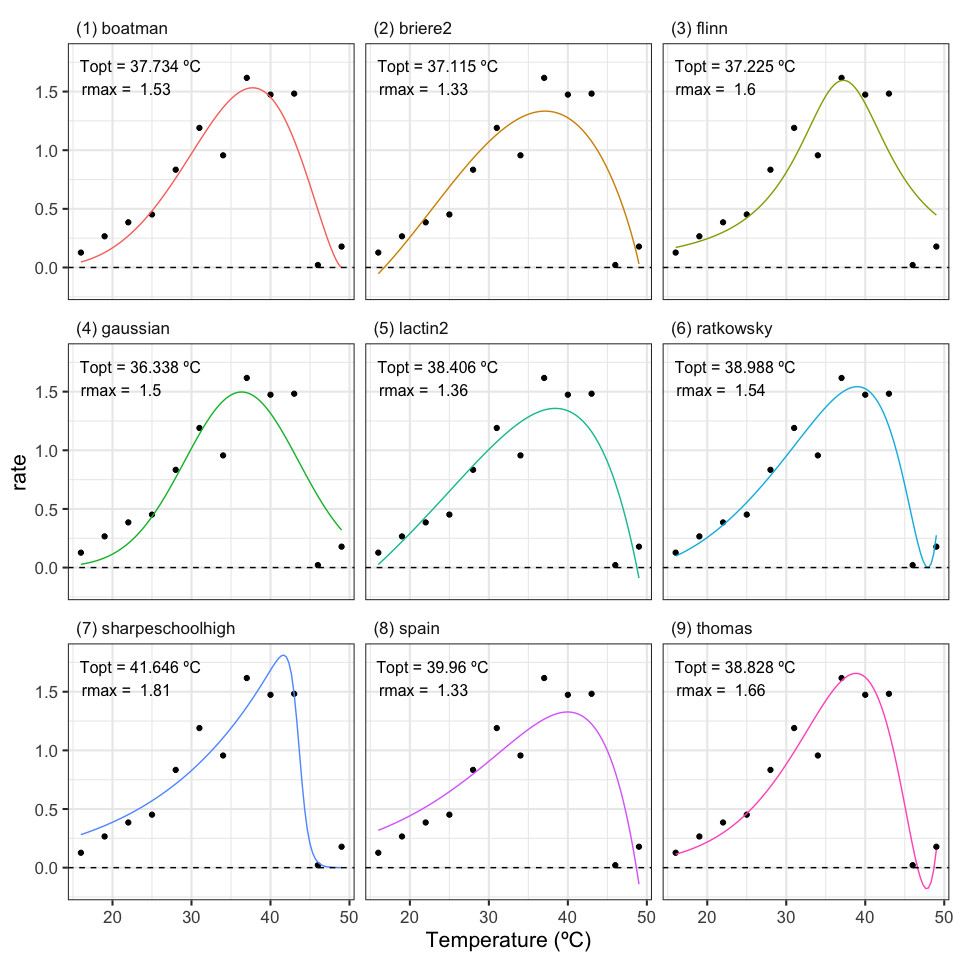 (1) boatman
(2) briere2
(3) flinn
Topt = 37.734 ºC
rmax =  1.53
Topt = 37.115 ºC
rmax =  1.33
Topt = 37.225 ºC
rmax =  1.6
1.5
1.0
0.5
0.0
(4) gaussian
(5) lactin2
(6) ratkowsky
Topt = 36.338 ºC
rmax =  1.5
Topt = 38.406 ºC
rmax =  1.36
Topt = 38.988 ºC
rmax =  1.54
1.5
1.0
0.5
0.0
rate
(7) sharpeschoolhigh
(8) spain
(9) thomas
Topt = 41.646 ºC
rmax =  1.81
Topt = 39.96 ºC
rmax =  1.33
Topt = 38.828 ºC
rmax =  1.66
1.5
1.0
0.5
0.0
20 30 40 50 20 30 40 50 20 30 40 50
Temperature (ºC)